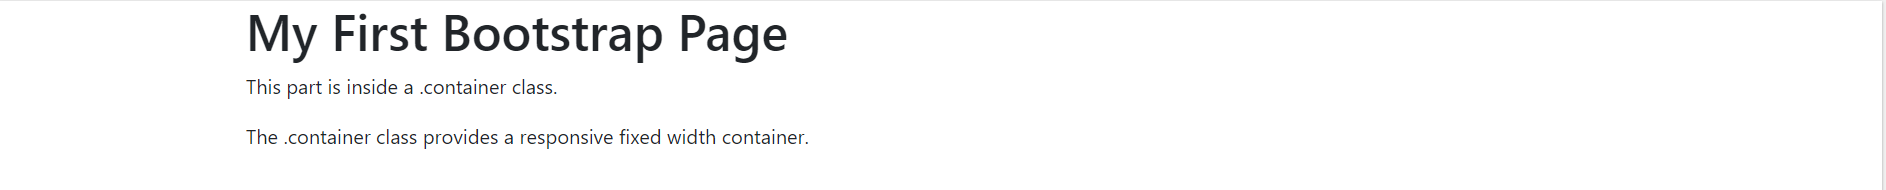 My First Bootstrap Page
This part is inside a .container class.
The .container class provides a responsive fixed width container.